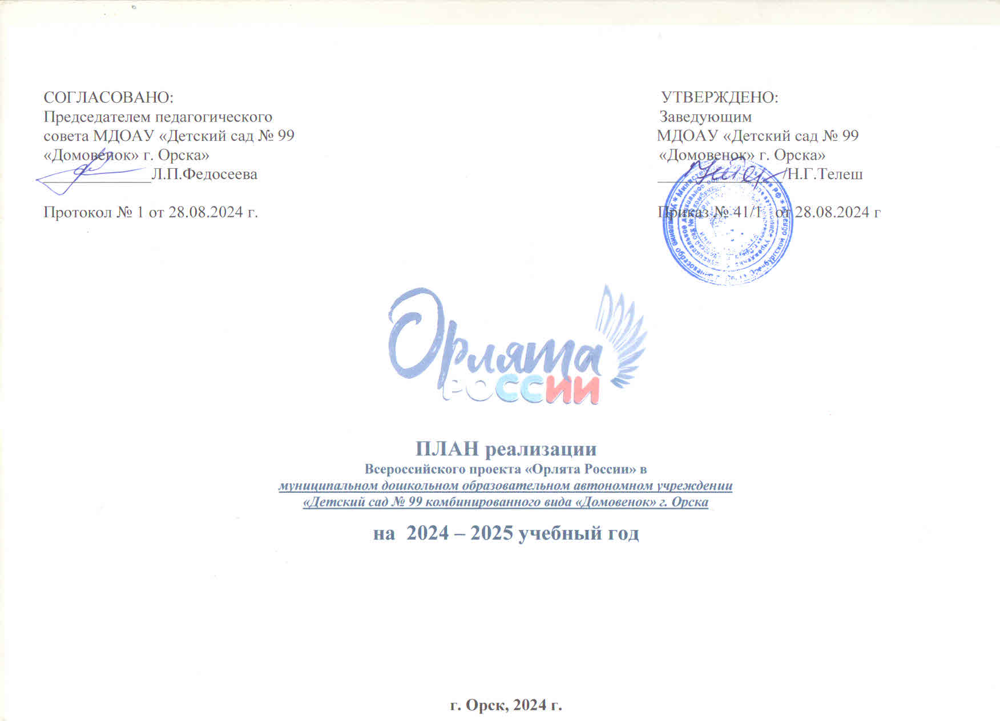 СОГЛАСОВАНО:
Председателем педагогического
совета МДОАУ «Детский сад № 99
«Домовенок» г. Орска»
Л.П.Федосеева
Протокол № 1 от 28.08.2024 г.
УТВЕРЖДЕНО:
Заведующим
МДОАУ «Детский сад № 99
«Домовенок» г. Орска»
/Н.Г.Телеш
Приказ № 41/1 от 28.08.2024 г
Орлята
РОССИИ
ПЛАН реализации
Всероссийского проекта «Орлята России» в
муниципальном дошкольном образовательном автономном учреждении
«Детский сад № 99 комбинированного вида «Домовенок» г. Орска
на 2024 – 2025 учебный год
г. Орск, 2024 г.